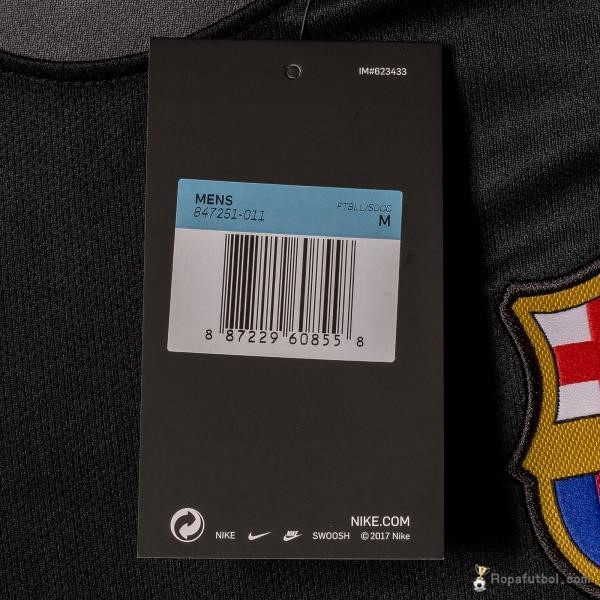 IM#623433
MENS
847251-011
FTBLL/SOCC
M
8 87229 60855 8
NIKE.COM
NIKE SWOOSH © 2017 Nike
Ropafutbol.com